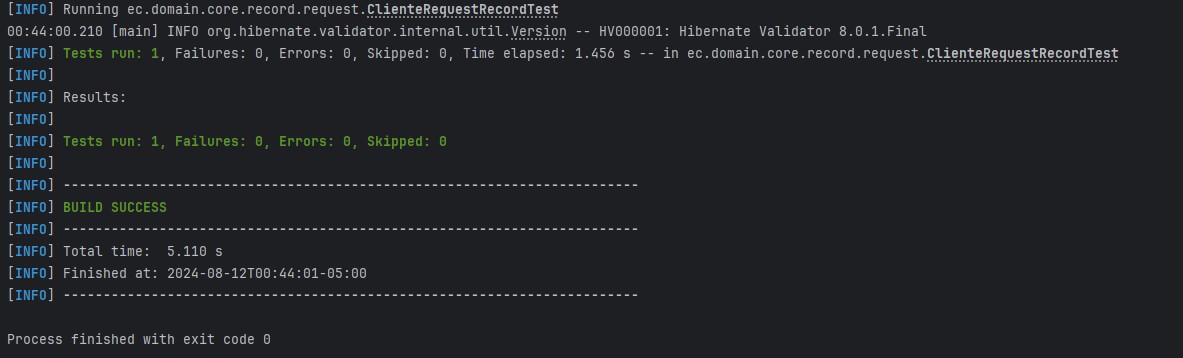 [INFO] Running ec.domain.core.record.request.ClienteRequestRecordTest
00:44:00.210 [main] INFO org.hibernate.validator.internal.util.Version -- HV000001: Hibernate Validator 8.0.1.Final
[INFO] Tests run: 1, Failures: 0, Errors: 0, Skipped: 0, Time elapsed: 1.456 s -- in ec.domain.core.record.request.ClienteRequestRecordTest
[INFO]
[INFO] Results:
[INFO]
[INFO] Tests run: 1, Failures: 0, Errors: 0, Skipped: 0
[INFO]
[INFO] ------------------------------------------------------------------------
[INFO] BUILD SUCCESS
[INFO] ------------------------------------------------------------------------
[INFO] Total time:  5.110 s
[INFO] Finished at: 2024-08-12T00:44:01-05:00
[INFO] ------------------------------------------------------------------------
Process finished with exit code 0